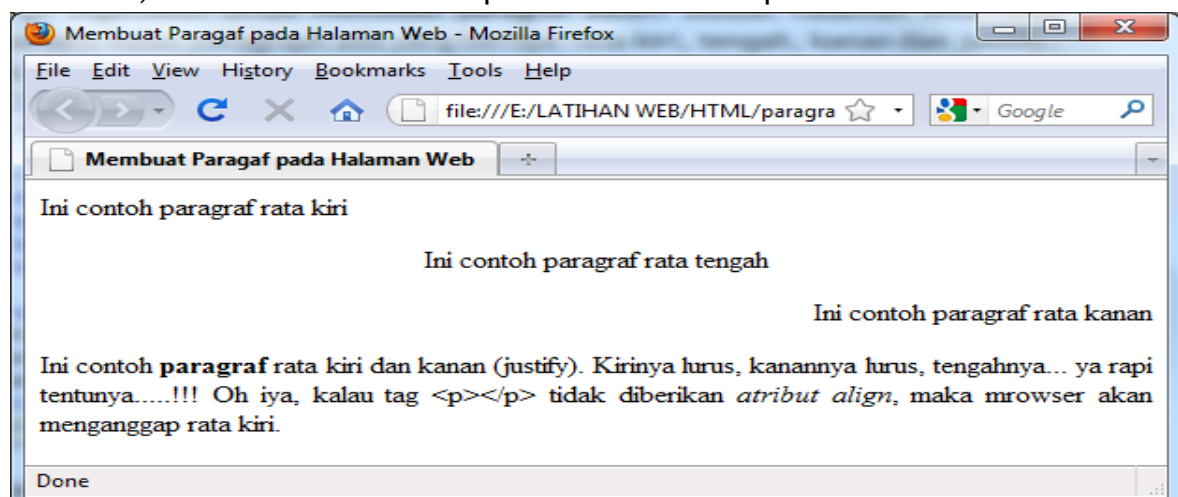 Membuat Paragaf pada Halaman Web - Mozilla Firefox
File Edit View History Bookmarks Tools Help
file:///E:/LATIHAN WEB/HTML/paragra Google
Membuat Paragaf pada Halaman Web
Ini contoh paragraf rata kiri
Ini contoh paragraf rata tengah
Ini contoh paragraf rata kanan
Ini contoh paragraf rata kiri dan kanan (justify). Kirinya lurus, kanannya lurus, tengahnya... ya rapi
tentunya.....!!! Oh iya, kalau tag <p></p> tidak diberikan atribut align, maka mrowser akan
menganggap rata kiri.
Done